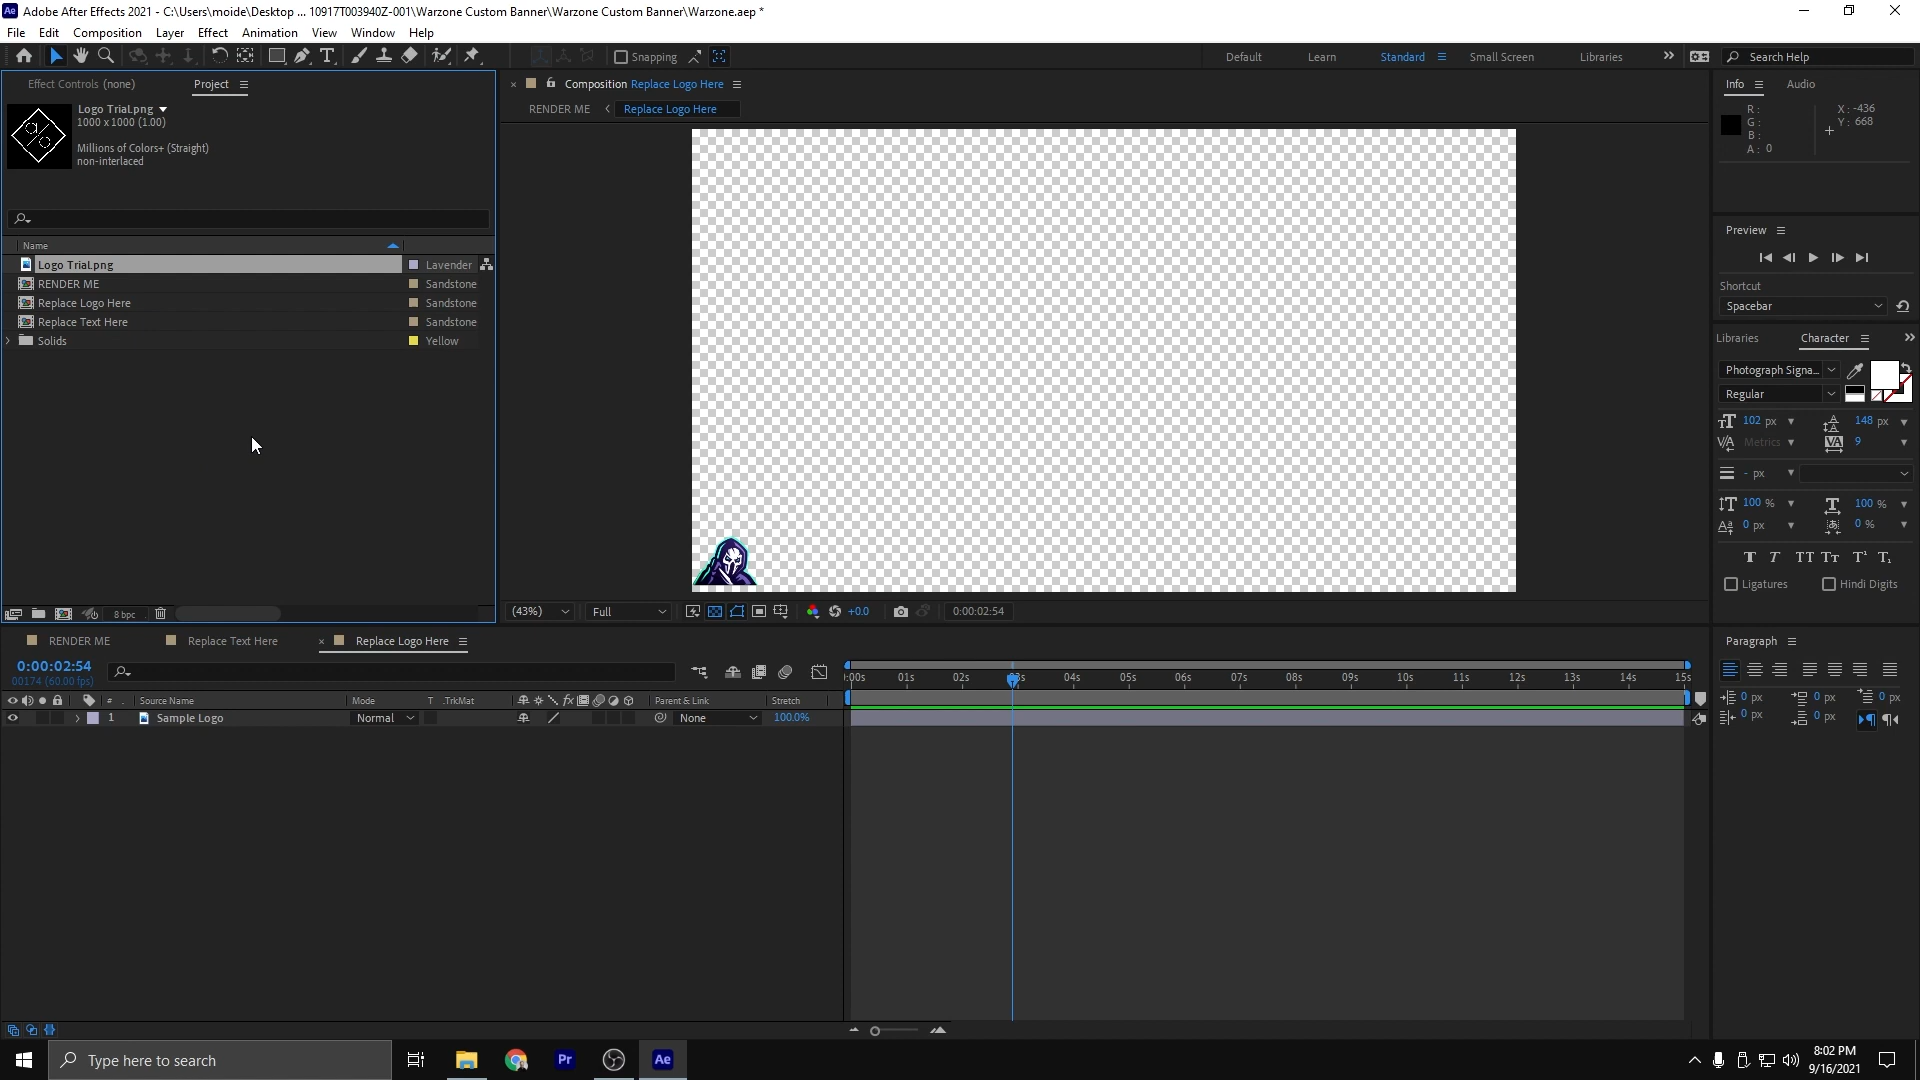 Ae Adobe After Effects 2021 - C:\Users\moide\Desktop ... 10917T003940Z-001\Warzone Custom Banner\Warzone Custom Banner\Warzone.aep *
File Edit Composition Layer Effect Animation View Window Help
Snapping Default Learn Standard Small Screen Libraries Search Help
Effect Controls (none) Project
Logo Trial.png
1000 x 1000 (1.00)
Millions of Colors+ (Straight)
non-interlaced
Name
Logo Trial.png Lavender
RENDER ME Sandstone
Replace Logo Here Sandstone
Replace Text Here Sandstone
Solids Yellow
8 bpc
Composition Replace Logo Here
RENDER ME Replace Logo Here
(43%) Full +0.0 0:00:02:54
Info Audio
R:
G:
B:
A: 0
X: -436
Y: 668
Preview
Shortcut
Spacebar
Libraries Character
Photograph Signa...
Regular
102 px 148 px
Metrics 9
- px
100 % 100 %
0 px 0 %
Ligatures Hindi Digits
RENDER ME Replace Text Here Replace Logo Here
0:00:02:54
00174 (60.00 fps)
:00s 01s 02s 04s 05s 06s 07s 08s 09s 10s 11s 12s 13s 14s 15s
# Source Name Mode T .TrkMat Parent & Link Stretch
1 Sample Logo Normal None 100.0%
Paragraph
0 px 0 px 0 px
0 px 0 px
Type here to search
Pr Ae
8:02 PM
9/16/2021